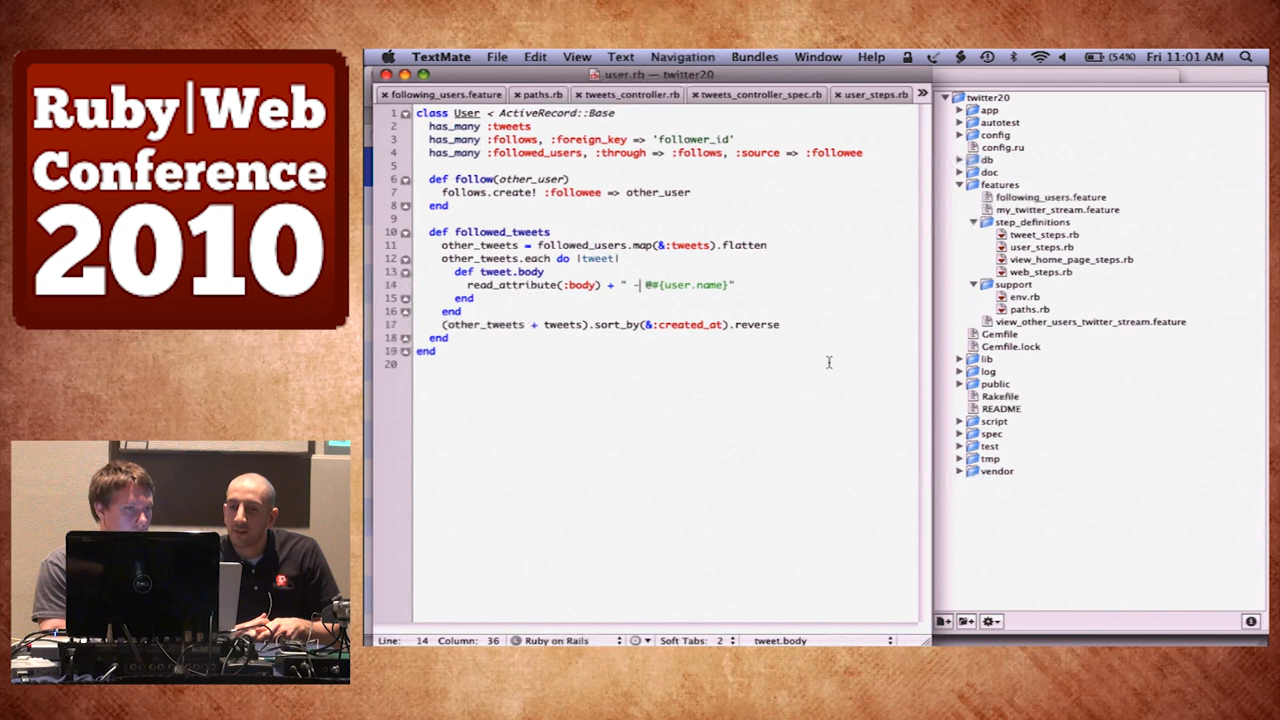 Ruby|Web
Conference
2010
TextMate File Edit View Text Navigation Bundles Window Help (54%) Fri 11:01 AM
user.rb — twitter20
following_users.feature paths.rb tweets_controller.rb tweets_controller_spec.rb user_steps.rb »
1 class User < ActiveRecord::Base
2 has_many :tweets
3 has_many :follows, :foreign_key => 'follower_id'
4 has_many :followed_users, :through => :follows, :source => :followee
5
6 def follow(other_user)
7 follows.create! :followee => other_user
8 end
9
10 def followed_tweets
11 other_tweets = followed_users.map(&:tweets).flatten
12 other_tweets.each do |tweet|
13 def tweet.body
14 read_attribute(:body) + " - @#{user.name}"
15 end
16 end
17 (other_tweets + tweets).sort_by(&:created_at).reverse
18 end
19 end
20
Line: 14 Column: 36 Ruby on Rails Soft Tabs: 2 tweet.body
twitter20
app
autotest
config
config.ru
db
doc
features
following_users.feature
my_twitter_stream.feature
step_definitions
tweet_steps.rb
user_steps.rb
view_home_page_steps.rb
web_steps.rb
support
env.rb
paths.rb
view_other_users_twitter_stream.feature
Gemfile
Gemfile.lock
lib
log
public
Rakefile
README
script
spec
test
tmp
vendor
DELL